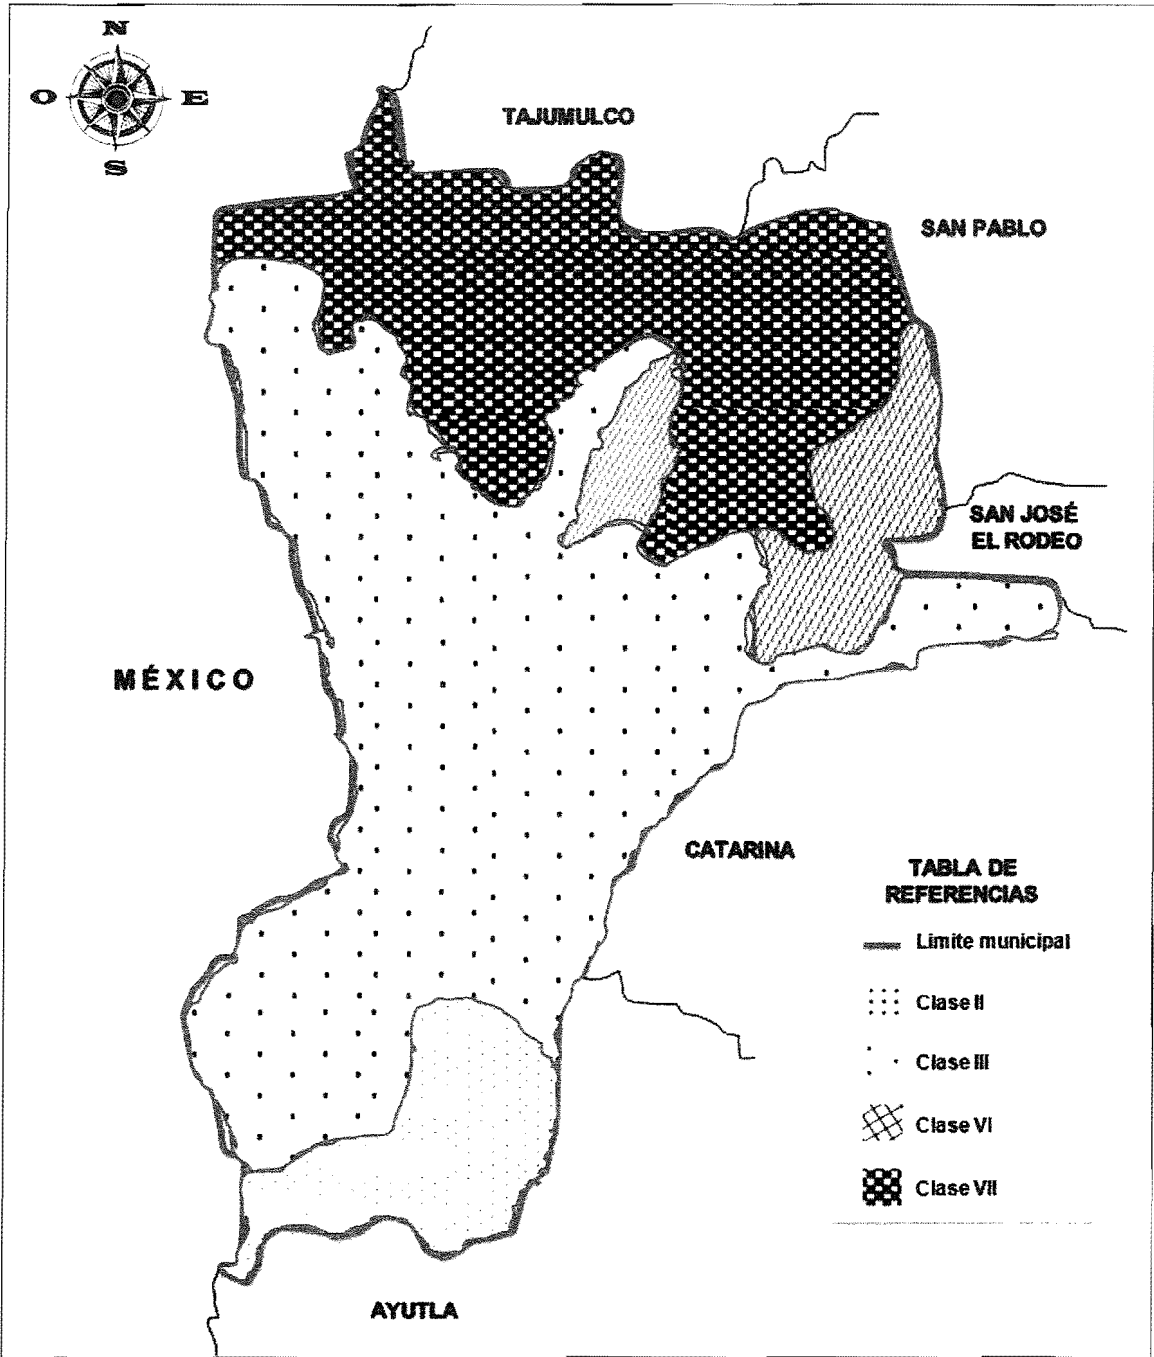 N
O
E
S
TAJUMULCO
SAN PABLO
SAN JOSÉ
EL RODEO
MÉXICO
CATARINA
TABLA DE
REFERENCIAS
Limite municipal
Clase II
Clase III
Clase VI
Clase VII
AYUTLA